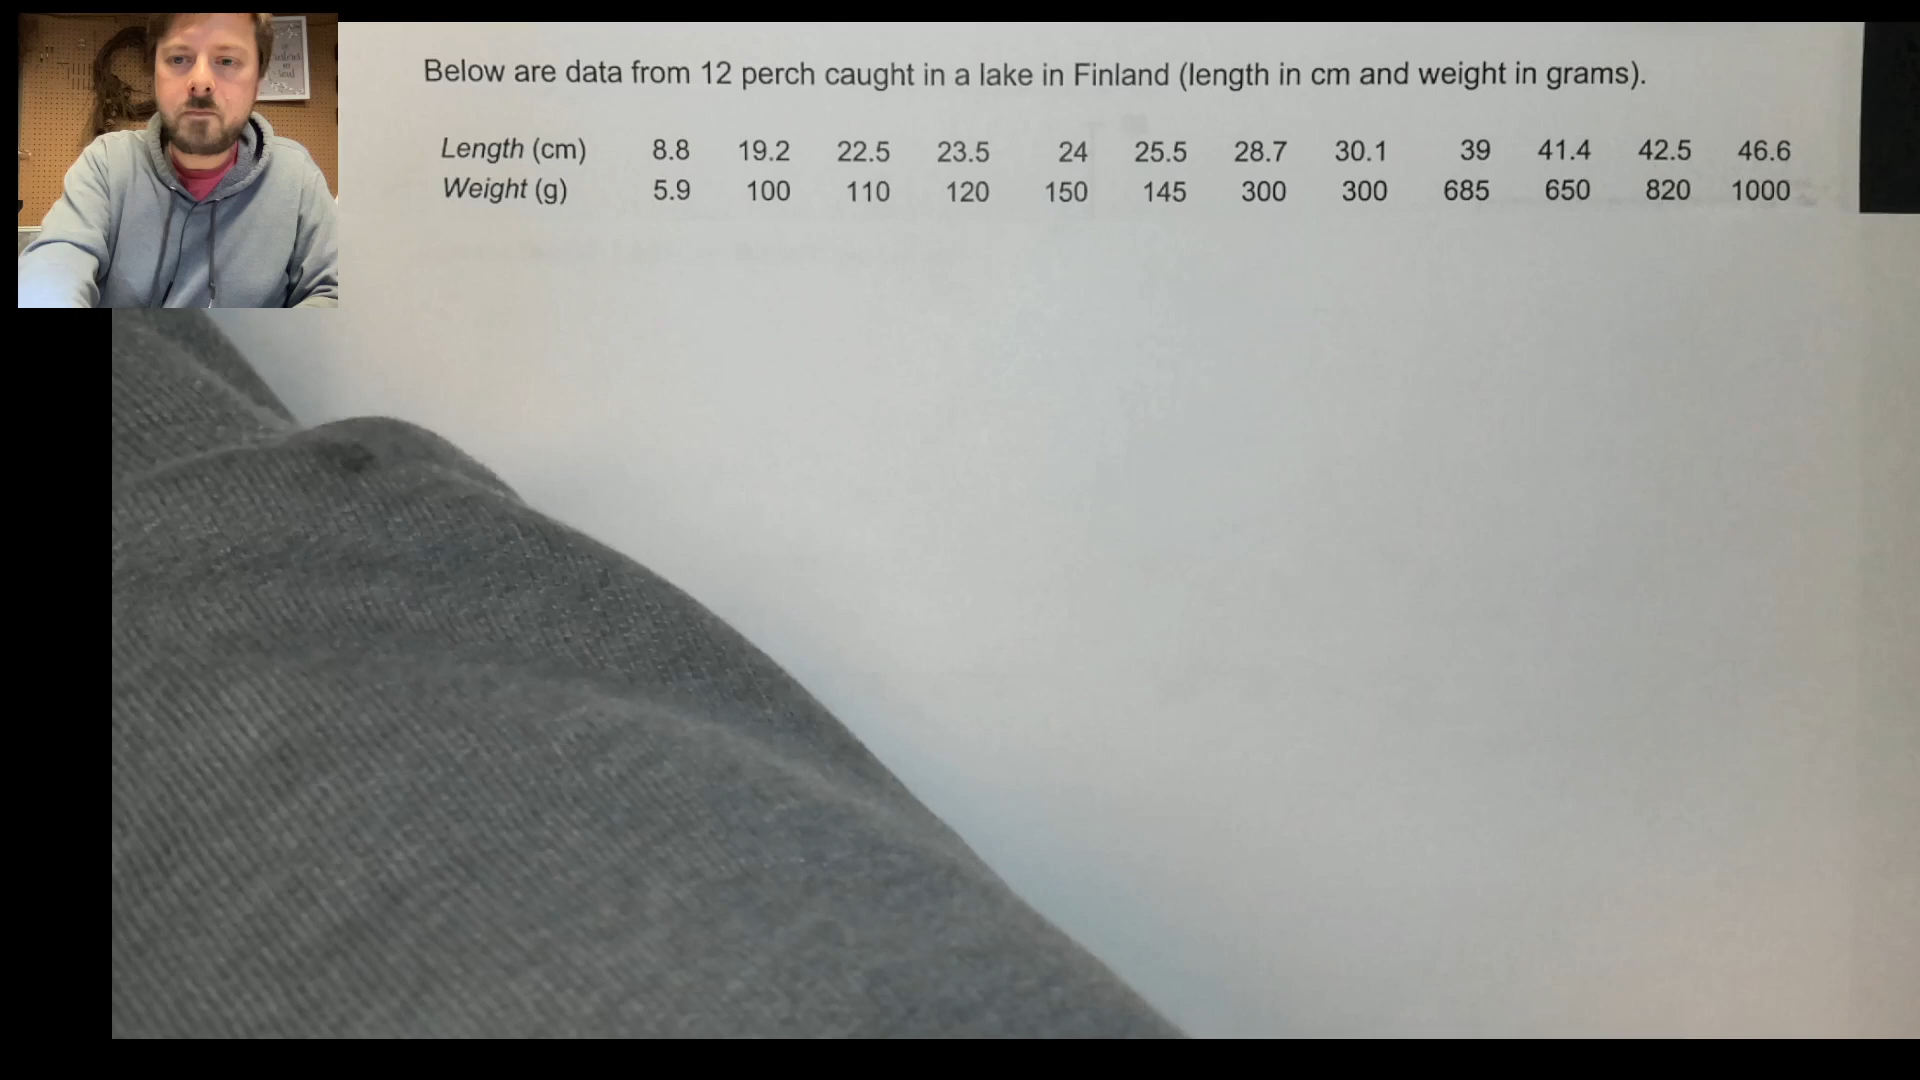 Below are data from 12 perch caught in a lake in Finland (length in cm and weight in grams).
Length (cm) 8.8 19.2 22.5 23.5 24 25.5 28.7 30.1 39 41.4 42.5 46.6
Weight (g) 5.9 100 110 120 150 145 300 300 685 650 820 1000